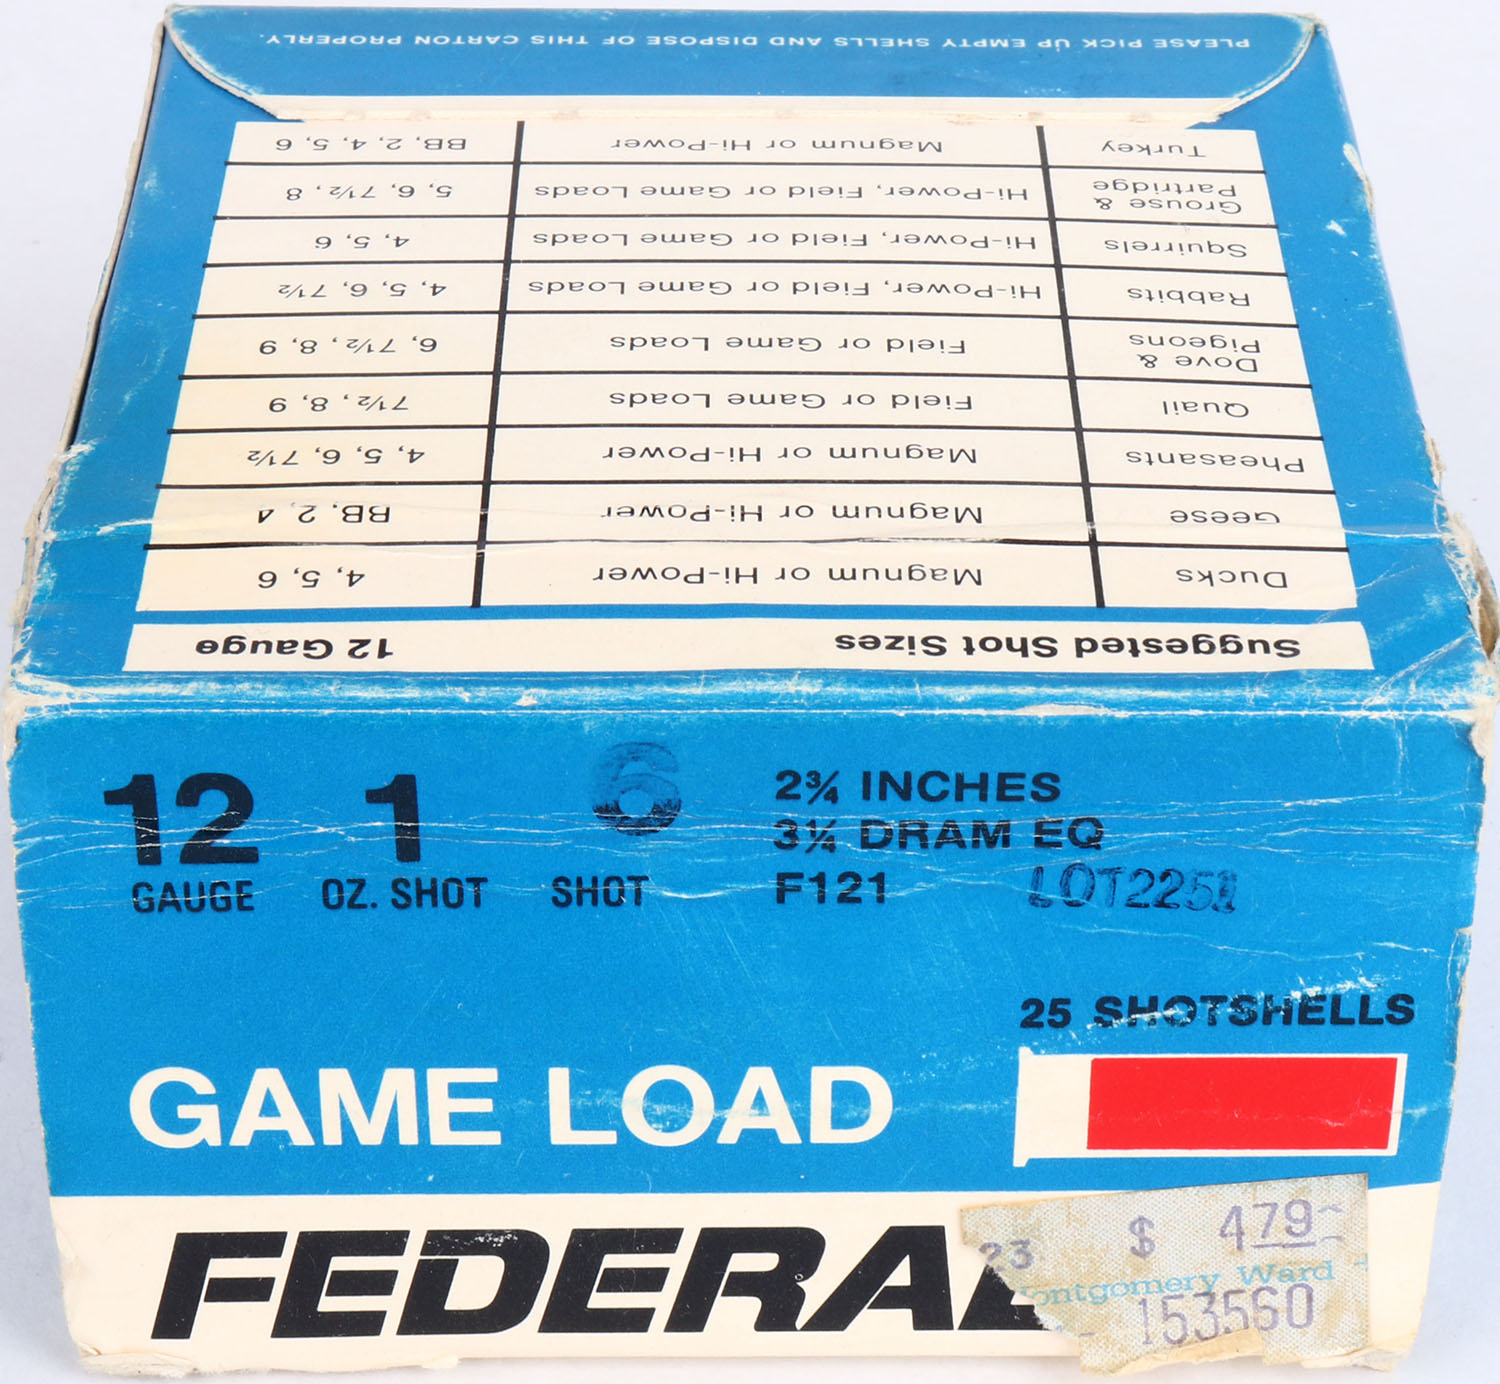 PLEASE PICK UP EMPTY SHELLS AND DISPOSE OF THIS CARTON PROPERLY.
Suggested Shot Sizes 12 Gauge
Ducks Magnum or Hi-Power 4, 5, 6
Geese Magnum or Hi-Power BB, 2, 4
Pheasants Magnum or Hi-Power 4, 5, 6, 7½
Quail Field or Game Loads 7½, 8, 9
Dove &
Pigeons Field or Game Loads 6, 7½, 8, 9
Rabbits Hi-Power, Field or Game Loads 4, 5, 6, 7½
Squirrels Hi-Power, Field or Game Loads 4, 5, 6
Grouse &
Partridge Hi-Power, Field or Game Loads 5, 6, 7½, 8
Turkey Magnum or Hi-Power BB, 2, 4, 5, 6
12 1 6
GAUGE OZ. SHOT SHOT
2¾ INCHES
3¼ DRAM EQ
F121 LOT2251
25 SHOTSHELLS
GAME LOAD
FEDERAL
23 $ 479
Montgomery Ward
153560